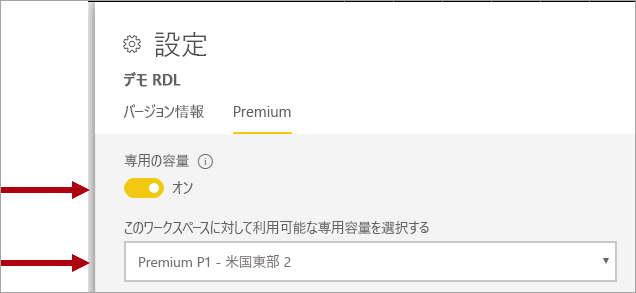 設定
デモ RDL
バージョン情報 Premium
専用の容量
オン
このワークスペースに対して利用可能な専用容量を選択する
Premium P1 - 米国東部 2